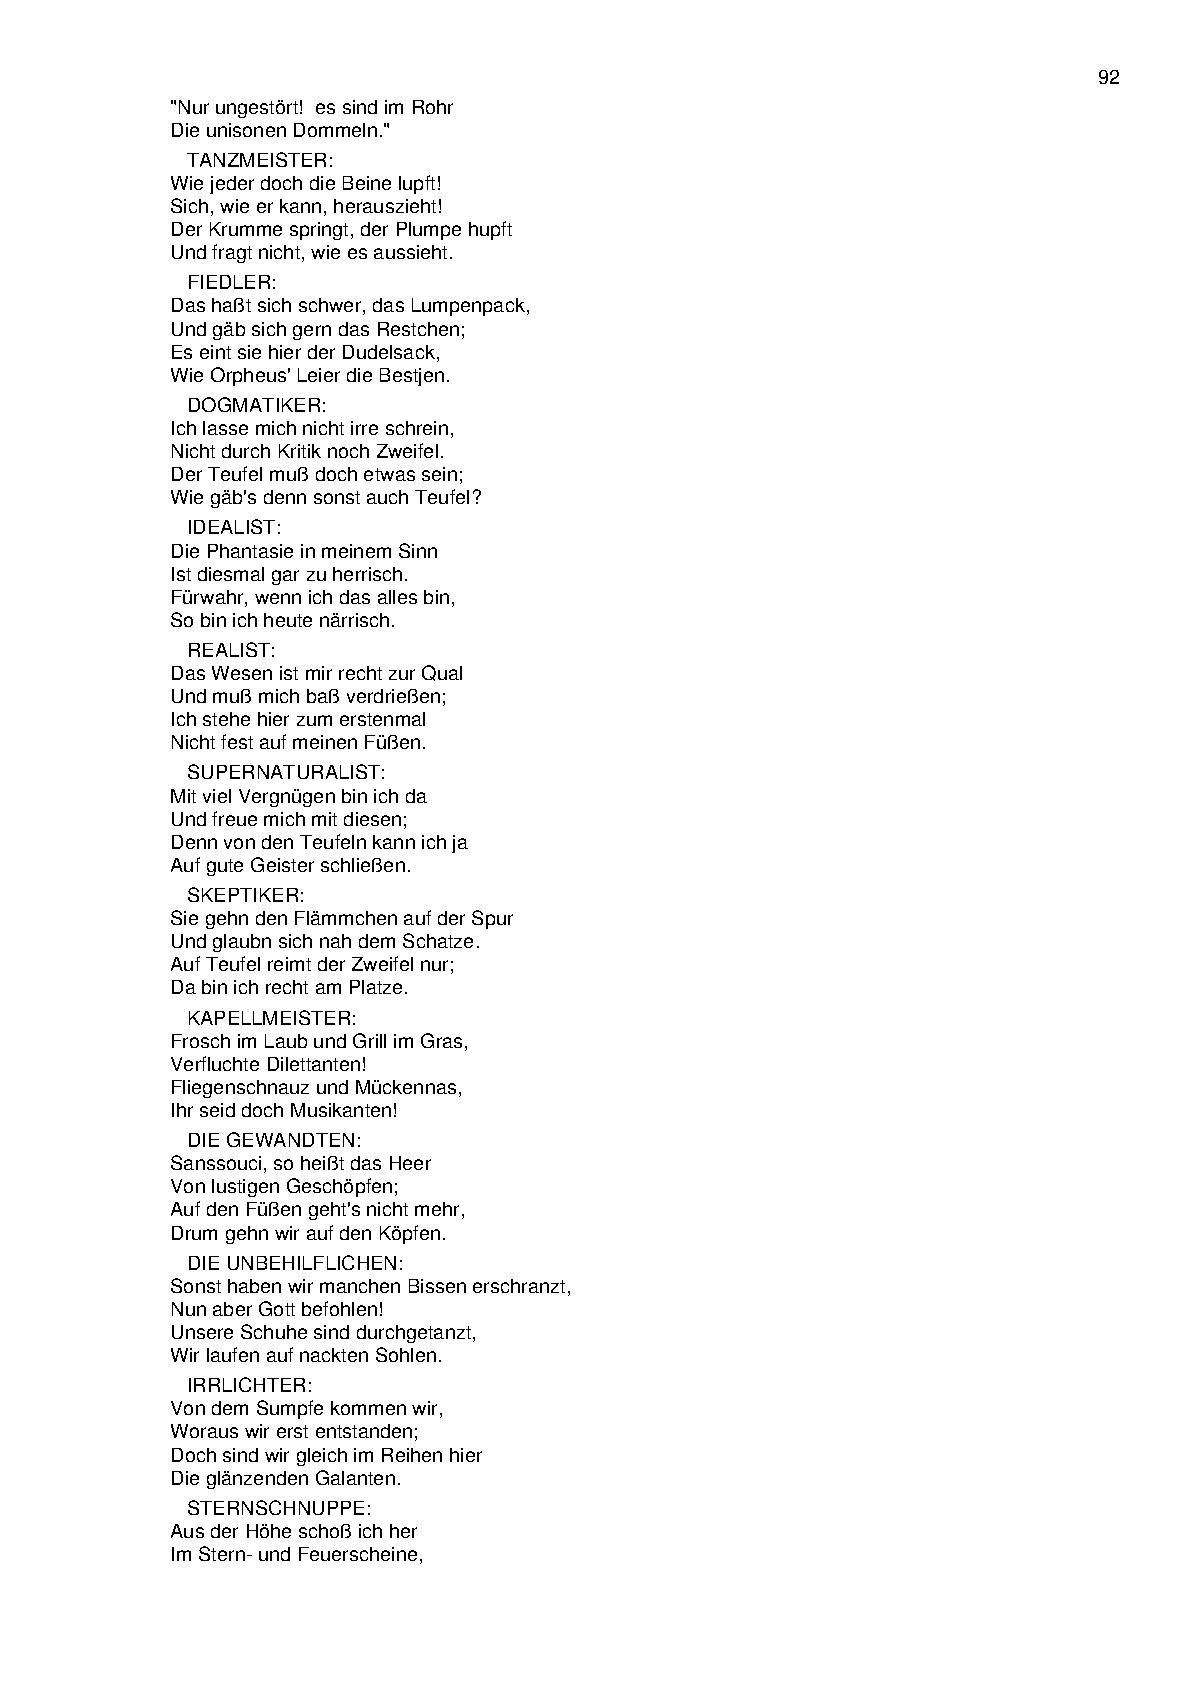 92
"Nur ungestört!  es sind im Rohr
Die unisonen Dommeln."
TANZMEISTER:
Wie jeder doch die Beine lupft!
Sich, wie er kann, herauszieht!
Der Krumme springt, der Plumpe hupft
Und fragt nicht, wie es aussieht.
FIEDLER:
Das haßt sich schwer, das Lumpenpack,
Und gäb sich gern das Restchen;
Es eint sie hier der Dudelsack,
Wie Orpheus' Leier die Bestjen.
DOGMATIKER:
Ich lasse mich nicht irre schrein,
Nicht durch Kritik noch Zweifel.
Der Teufel muß doch etwas sein;
Wie gäb's denn sonst auch Teufel?
IDEALIST:
Die Phantasie in meinem Sinn
Ist diesmal gar zu herrisch.
Fürwahr, wenn ich das alles bin,
So bin ich heute närrisch.
REALIST:
Das Wesen ist mir recht zur Qual
Und muß mich baß verdrießen;
Ich stehe hier zum erstenmal
Nicht fest auf meinen Füßen.
SUPERNATURALIST:
Mit viel Vergnügen bin ich da
Und freue mich mit diesen;
Denn von den Teufeln kann ich ja
Auf gute Geister schließen.
SKEPTIKER:
Sie gehn den Flämmchen auf der Spur
Und glaubn sich nah dem Schatze.
Auf Teufel reimt der Zweifel nur;
Da bin ich recht am Platze.
KAPELLMEISTER:
Frosch im Laub und Grill im Gras,
Verfluchte Dilettanten!
Fliegenschnauz und Mückennas,
Ihr seid doch Musikanten!
DIE GEWANDTEN:
Sanssouci, so heißt das Heer
Von lustigen Geschöpfen;
Auf den Füßen geht's nicht mehr,
Drum gehn wir auf den Köpfen.
DIE UNBEHILFLICHEN:
Sonst haben wir manchen Bissen erschranzt,
Nun aber Gott befohlen!
Unsere Schuhe sind durchgetanzt,
Wir laufen auf nackten Sohlen.
IRRLICHTER:
Von dem Sumpfe kommen wir,
Woraus wir erst entstanden;
Doch sind wir gleich im Reihen hier
Die glänzenden Galanten.
STERNSCHNUPPE:
Aus der Höhe schoß ich her
Im Stern- und Feuerscheine,